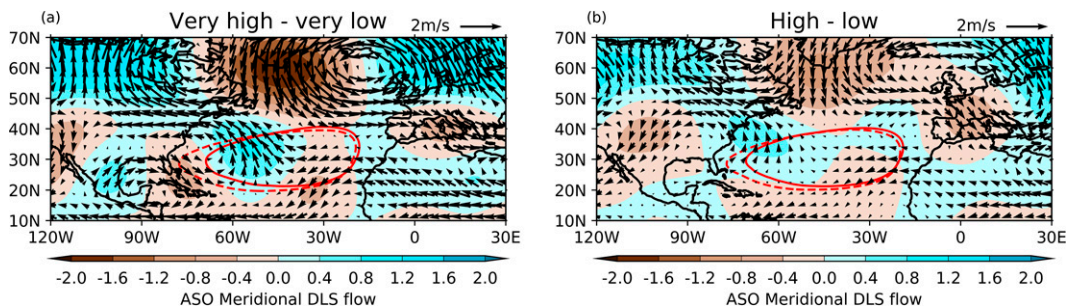 (a) Very high - very low 2m/s
70N
60N
50N
40N
30N
20N
10N
120W 90W 60W 30W 0 30E
-2.0 -1.6 -1.2 -0.8 -0.4 0.0 0.4 0.8 1.2 1.6 2.0
ASO Meridional DLS flow
(b) High - low 2m/s
70N
60N
50N
40N
30N
20N
10N
120W 90W 60W 30W 0 30E
-2.0 -1.6 -1.2 -0.8 -0.4 0.0 0.4 0.8 1.2 1.6 2.0
ASO Meridional DLS flow